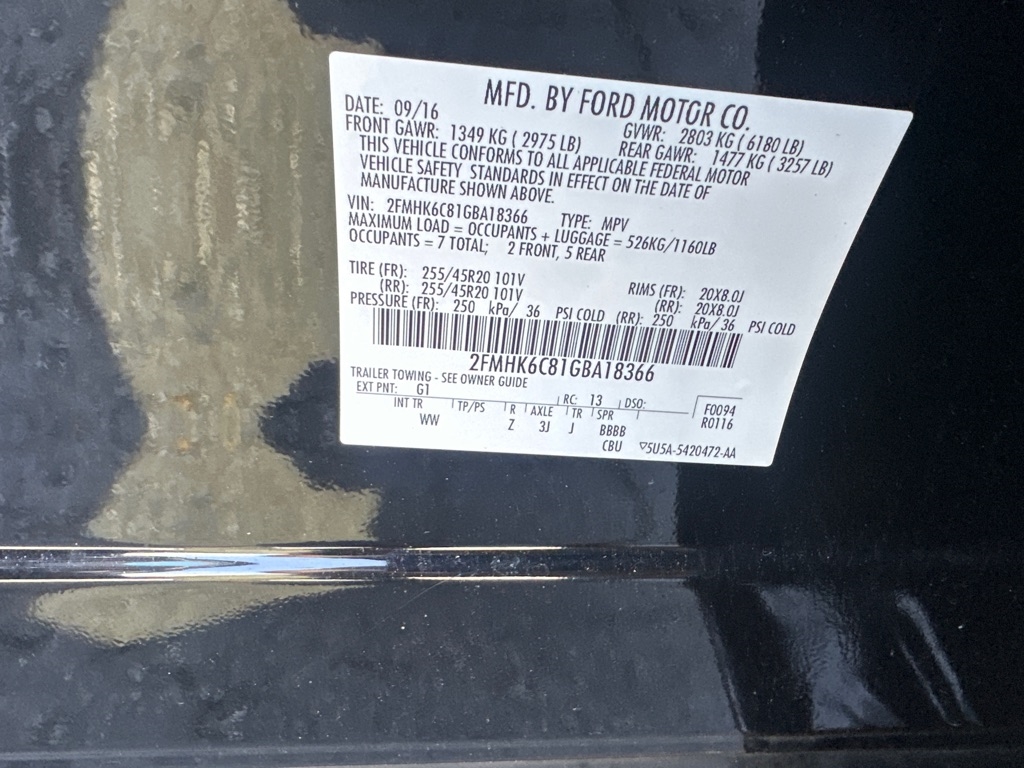 MFD. BY FORD MOTOR CO.
DATE: 09/16 GVWR: 2803 KG ( 6180 LB)
FRONT GAWR: 1349 KG ( 2975 LB) REAR GAWR: 1477 KG ( 3257 LB)
THIS VEHICLE CONFORMS TO ALL APPLICABLE FEDERAL MOTOR
VEHICLE SAFETY STANDARDS IN EFFECT ON THE DATE OF
MANUFACTURE SHOWN ABOVE.
VIN: 2FMHK6C81GBA18366 TYPE: MPV
MAXIMUM LOAD = OCCUPANTS + LUGGAGE = 526KG/1160LB
OCCUPANTS = 7 TOTAL; 2 FRONT, 5 REAR
TIRE (FR): 255/45R20 101V RIMS (FR): 20X8.0J
(RR): 255/45R20 101V (RR): 20X8.0J
PRESSURE (FR): 250 kPa/ 36 PSI COLD (RR): 250 kPa/ 36 PSI COLD
2FMHK6C81GBA18366
TRAILER TOWING - SEE OWNER GUIDE
EXT PNT: G1 RC: 13 DSO: F0094
INT TR TP/PS R AXLE TR SPR R0116
WW Z 3J J BBBB
CBU ▽5U5A-5420472-AA